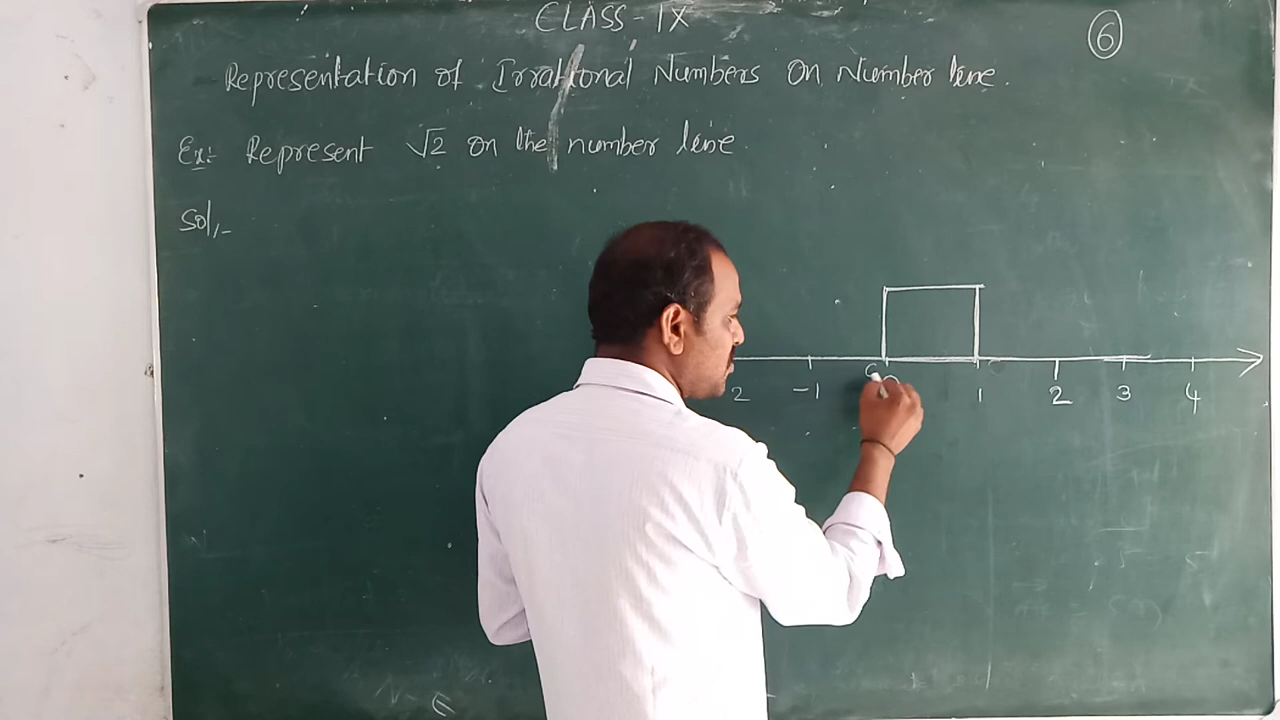 CLASS-IX
6
Representation of Irrational Numbers On Number line.
Ex:- Represent √2 on the number line.
Sol:-
2 -1 0 1 2 3 4